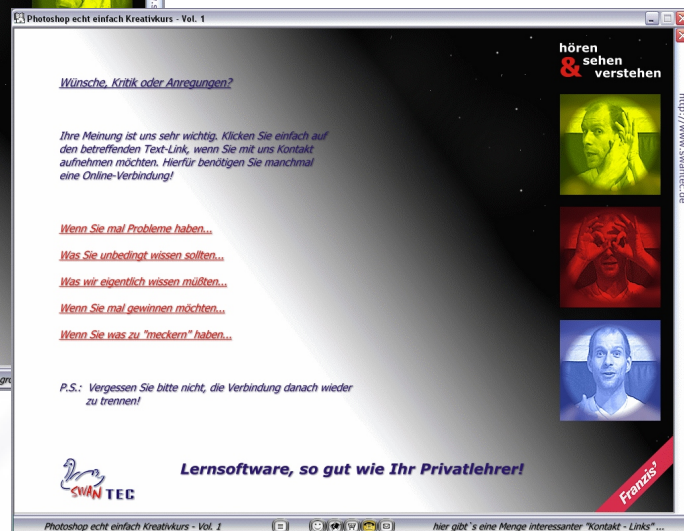 Photoshop echt einfach Kreativkurs - Vol. 1
hören
& sehen
verstehen
Wünsche, Kritik oder Anregungen?
Ihre Meinung ist uns sehr wichtig. Klicken Sie einfach auf
den betreffenden Text-Link, wenn Sie mit uns Kontakt
aufnehmen möchten. Hierfür benötigen Sie manchmal
eine Online-Verbindung!
Wenn Sie mal Probleme haben...
Was Sie unbedingt wissen sollten...
Was wir eigentlich wissen müßten...
Wenn Sie mal gewinnen möchten...
Wenn Sie was zu "meckern" haben...
P.S.: Vergessen Sie bitte nicht, die Verbindung danach wieder
zu trennen!
SWAN TEC
Lernsoftware, so gut wie Ihr Privatlehrer!
Franzis'
Photoshop echt einfach Kreativkurs - Vol. 1
hier gibt`s eine Menge interessanter "Kontakt - Links" ...
http://www.swantec.de